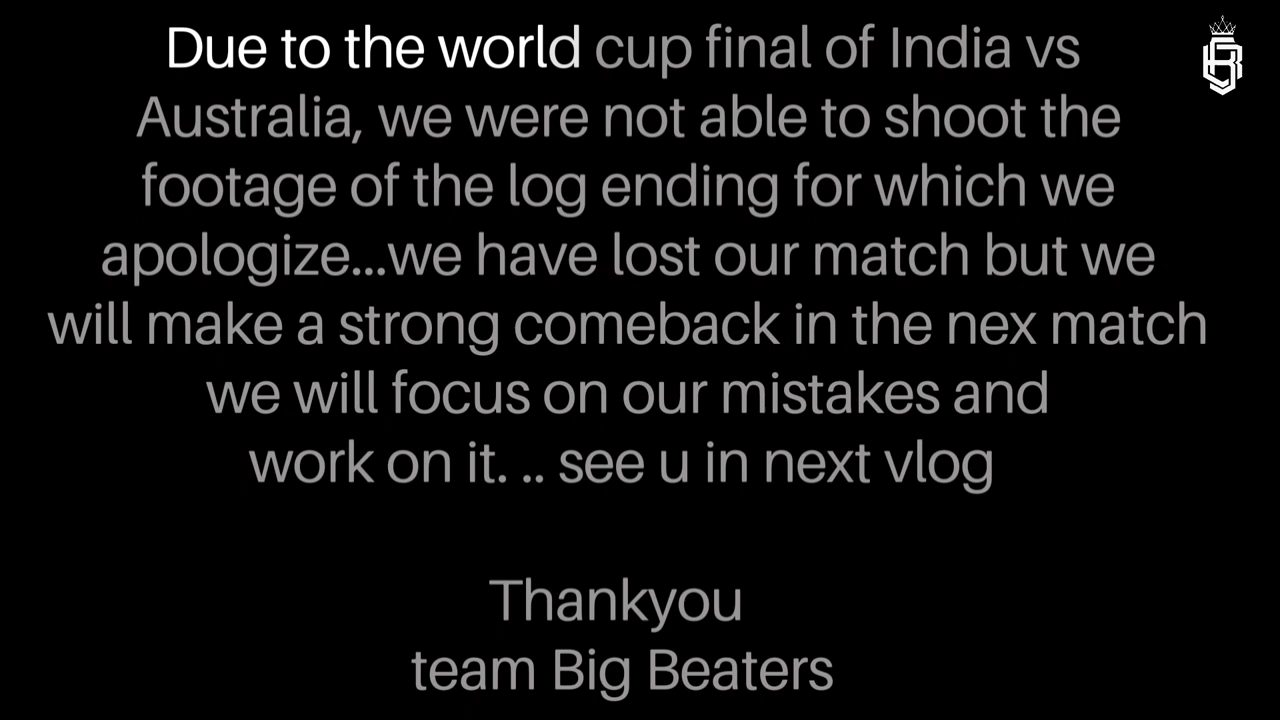 Due to the world cup final of India vs
Australia, we were not able to shoot the
footage of the log ending for which we
apologize...we have lost our match but we
will make a strong comeback in the nex match
we will focus on our mistakes and
work on it. .. see u in next vlog
Thankyou
team Big Beaters